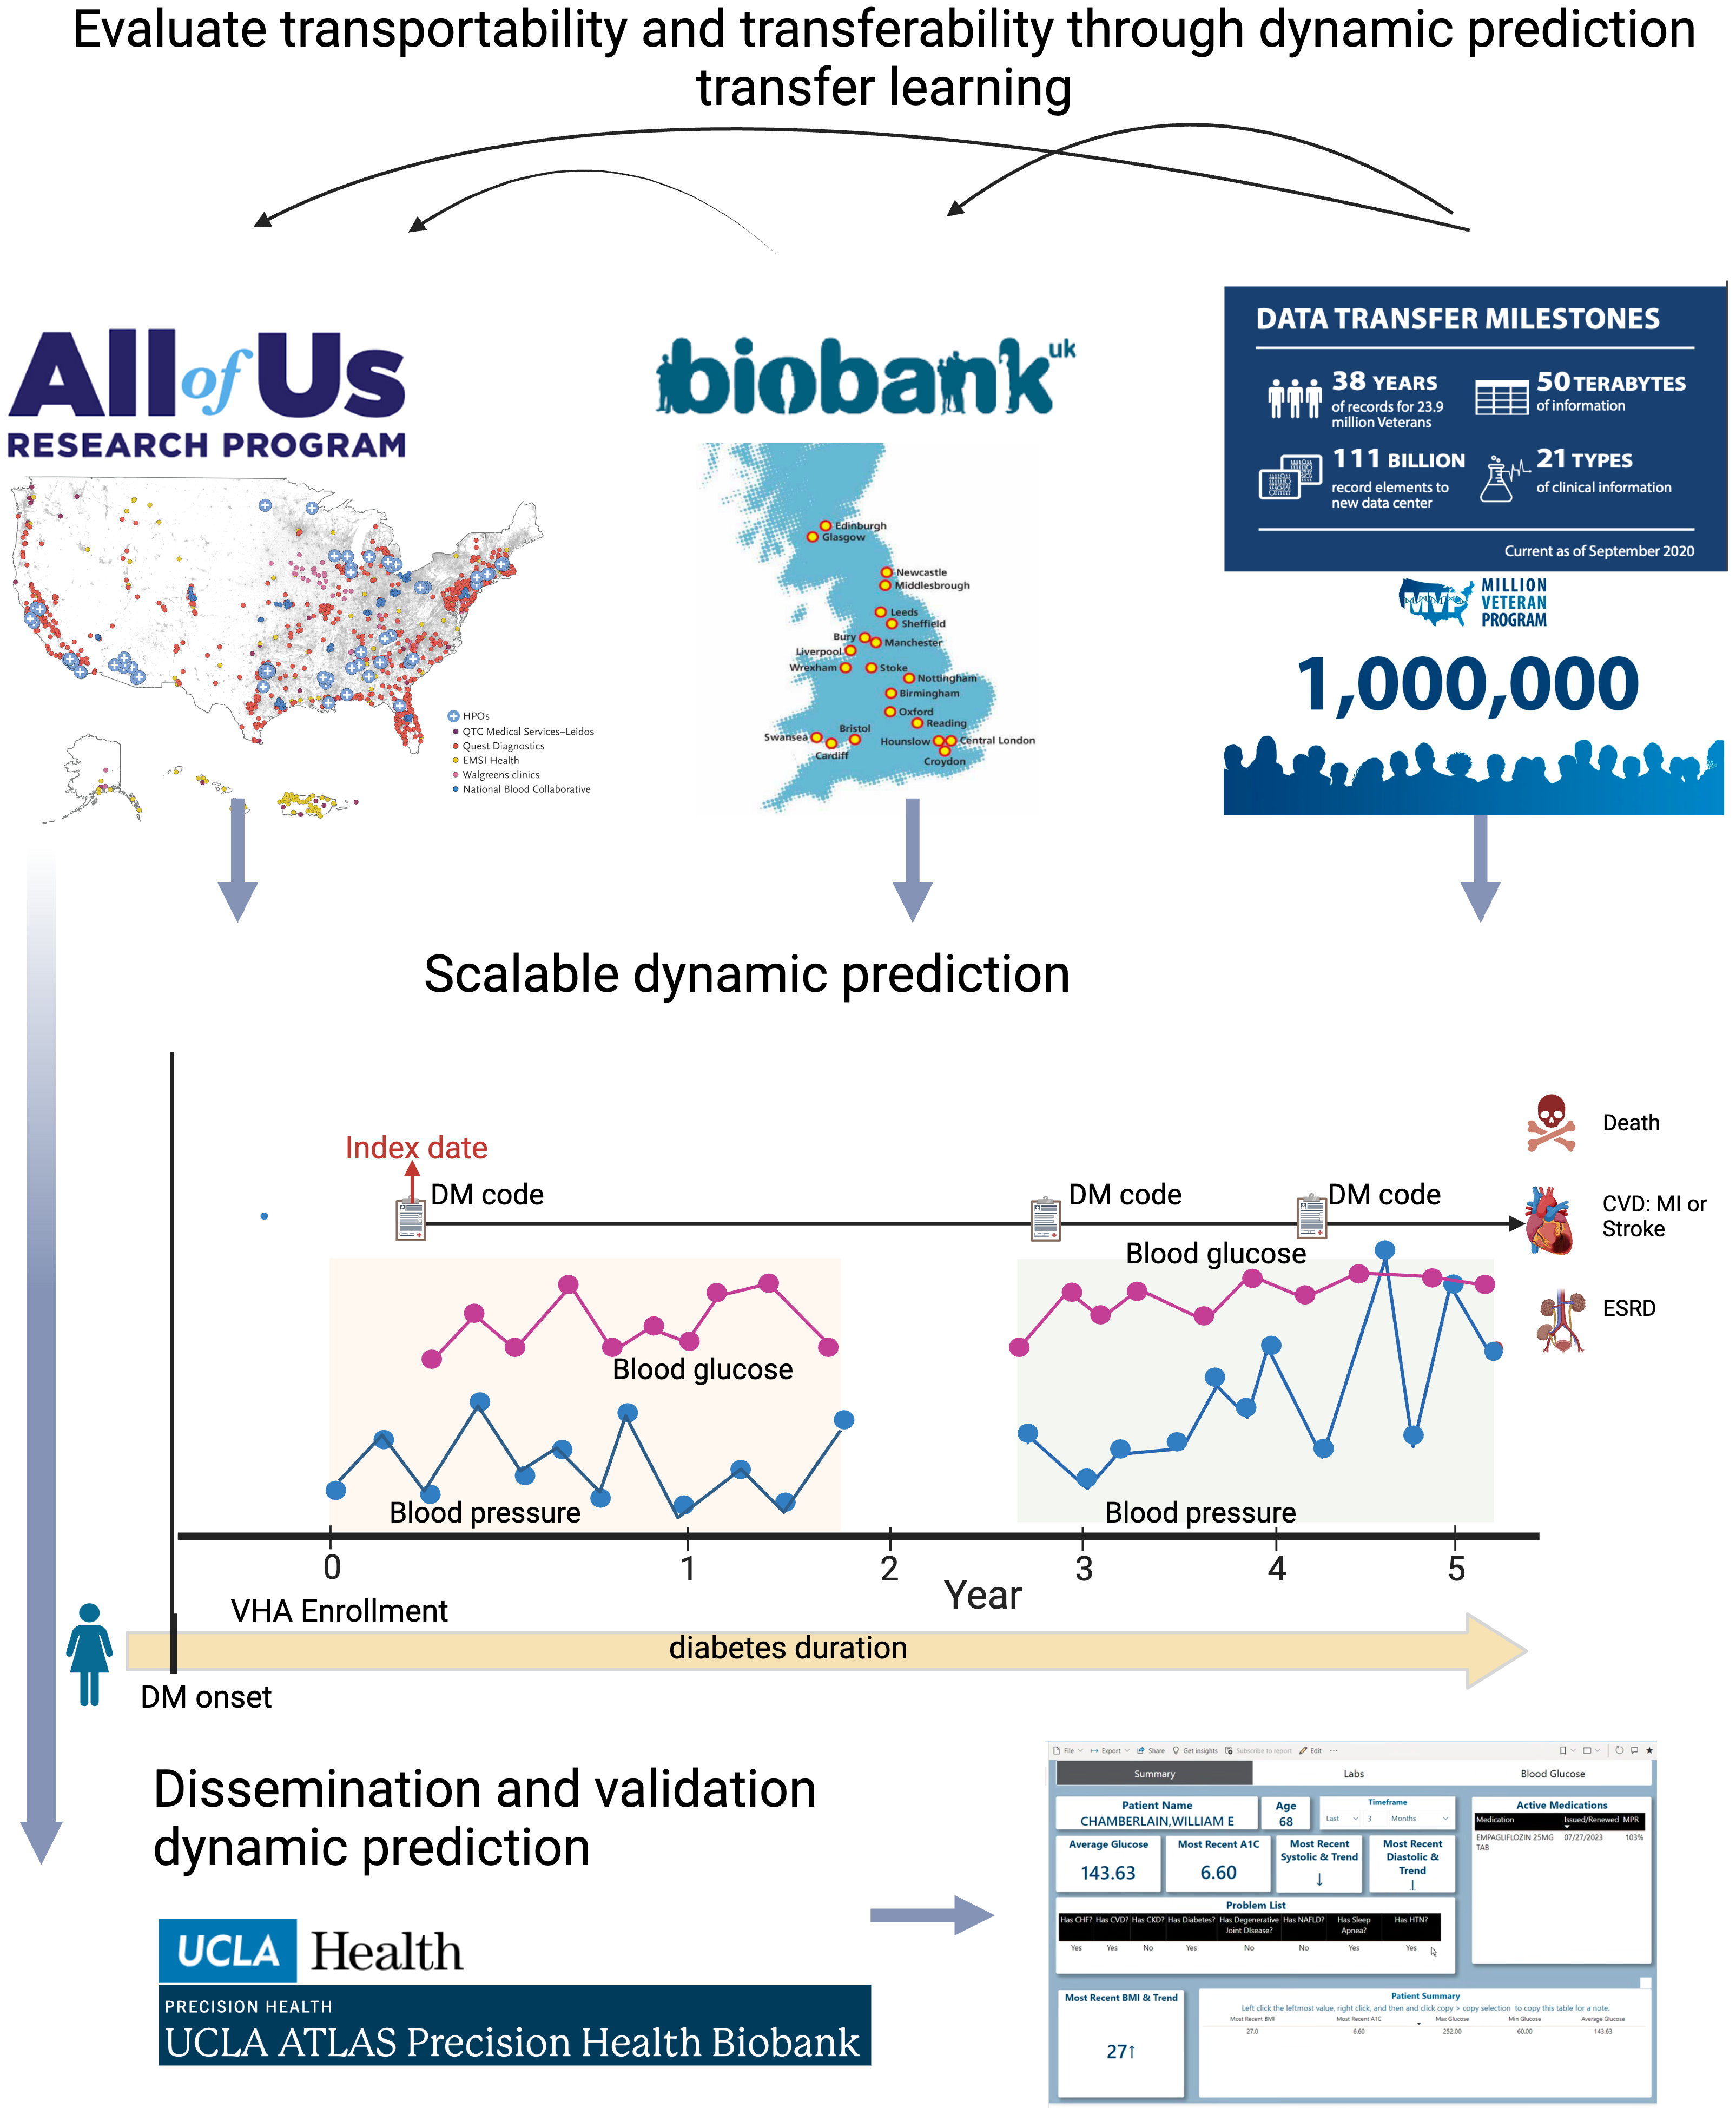 Evaluate transportability and transferability through dynamic prediction
transfer learning
All of Us
RESEARCH PROGRAM
HPOs
QTC Medical Services–Leidos
Quest Diagnostics
EMSI Health
Walgreens clinics
National Blood Collaborative
biobank uk
Edinburgh
Glasgow
Newcastle
Middlesbrough
Leeds
Sheffield
Bury
Manchester
Liverpool
Wrexham
Stoke
Nottingham
Birmingham
Oxford
Reading
Swansea
Bristol
Cardiff
Hounslow
Central London
Croydon
DATA TRANSFER MILESTONES
38 YEARS
of records for 23.9
million Veterans
50 TERABYTES
of information
111 BILLION
record elements to
new data center
21 TYPES
of clinical information
Current as of September 2020
MVP
MILLION
VETERAN
PROGRAM
1,000,000
Scalable dynamic prediction
Index date
DM code
DM code
DM code
Death
CVD: MI or
Stroke
ESRD
Blood glucose
Blood glucose
Blood pressure
Blood pressure
0 1 2 3 4 5
Year
VHA Enrollment
diabetes duration
DM onset
Dissemination and validation
dynamic prediction
UCLA Health
PRECISION HEALTH
UCLA ATLAS Precision Health Biobank
File Export Share Get insights Subscribe to report Edit ···
Summary Labs Blood Glucose
Patient Name
CHAMBERLAIN,WILLIAM E
Age
68
Timeframe
Last 3 Months
Active Medications
Medication Issued/Renewed MPR
EMPAGLIFLOZIN 25MG 07/27/2023 103%
TAB
Average Glucose
143.63
Most Recent A1C
6.60
Most Recent
Systolic & Trend
↓
Most Recent
Diastolic &
Trend
Problem List
Has CHF? Has CVD? Has CKD? Has Diabetes? Has Degenerative Joint DIsease? Has NAFLD? Has Sleep Apnea? Has HTN?
Yes Yes No Yes No No Yes Yes
Most Recent BMI & Trend
27↑
Patient Summary
Left click the leftmost value, right click, and then and click copy > copy selection to copy this table for a note.
Most Recent BMI Most Recent A1C Max Glucose Min Glucose Average Glucose
27.0 6.60 252.00 60.00 143.63